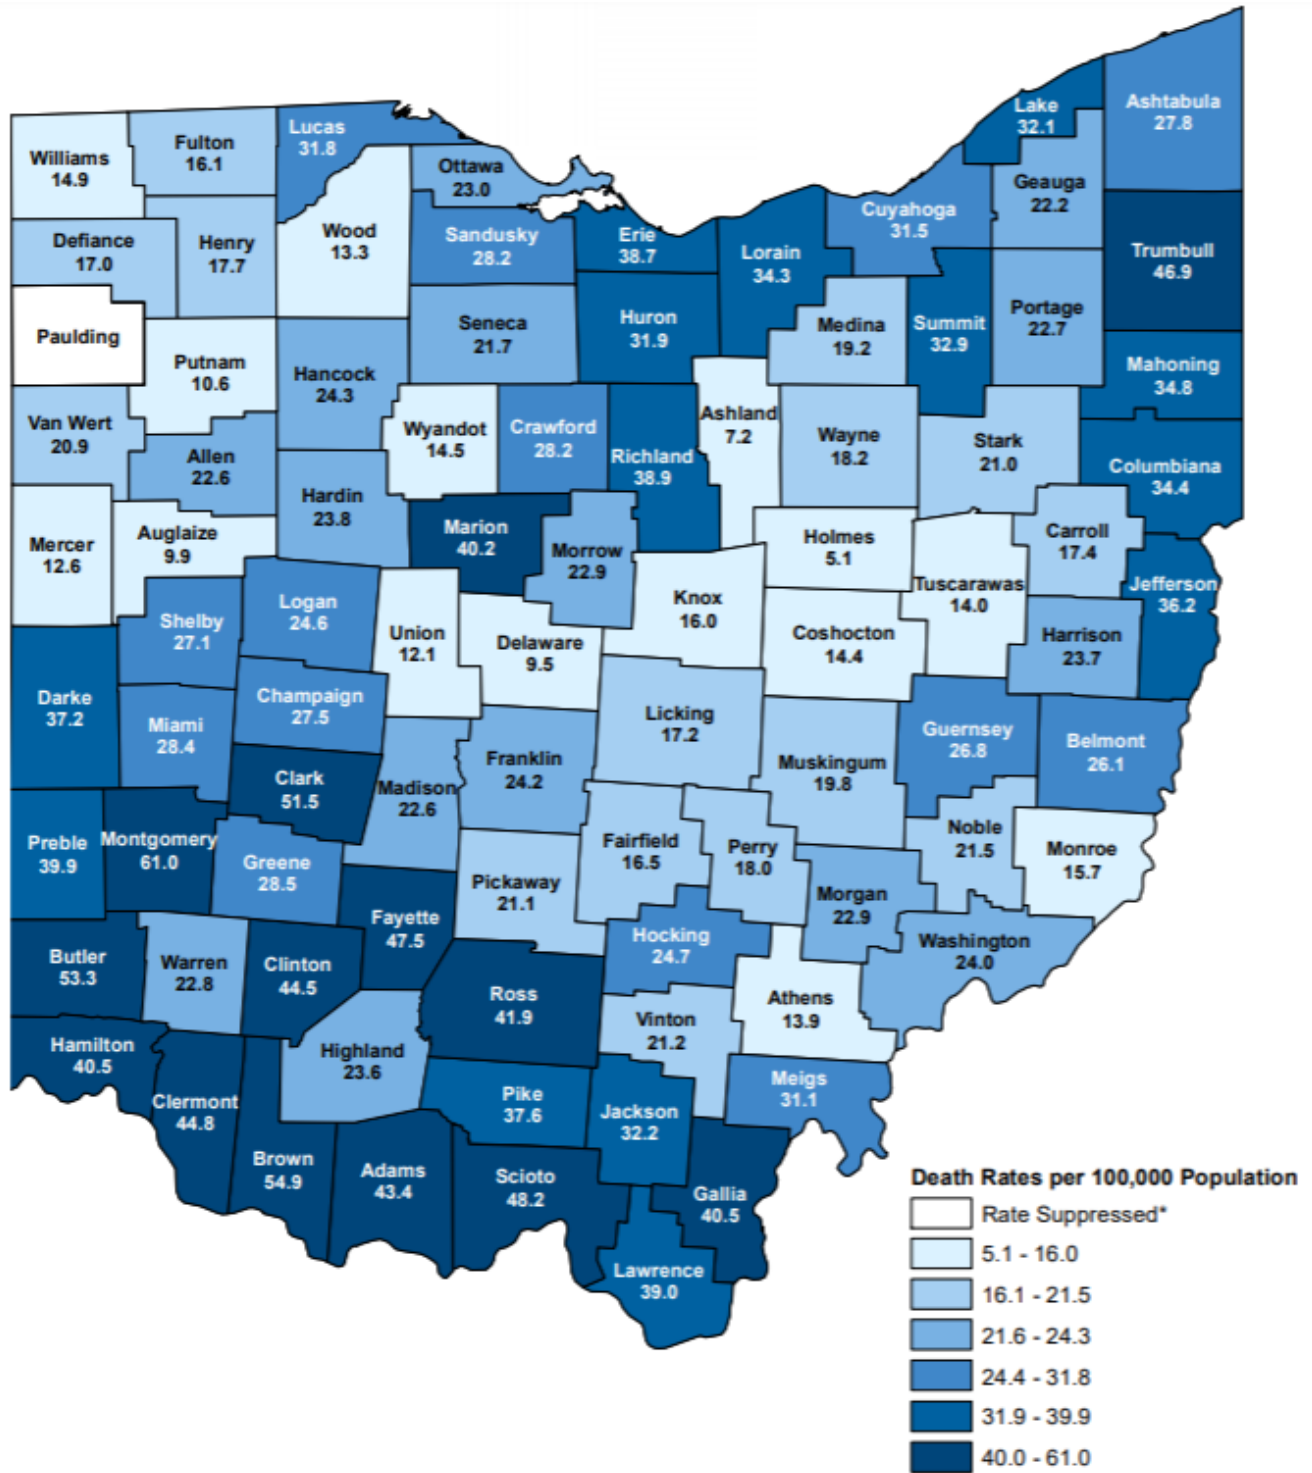 Lake
32.1
Ashtabula
27.8
Lucas
31.8
Fulton
16.1
Williams
14.9
Ottawa
23.0
Geauga
22.2
Cuyahoga
31.5
Wood
13.3
Sandusky
28.2
Erie
38.7
Defiance
17.0
Henry
17.7
Lorain
34.3
Trumbull
46.9
Paulding
Seneca
21.7
Huron
31.9
Medina
19.2
Summit
32.9
Portage
22.7
Putnam
10.6
Hancock
24.3
Mahoning
34.8
Van Wert
20.9
Wyandot
14.5
Crawford
28.2
Ashland
7.2
Wayne
18.2
Stark
21.0
Allen
22.6
Richland
38.9
Columbiana
34.4
Hardin
23.8
Mercer
12.6
Auglaize
9.9
Marion
40.2
Morrow
22.9
Holmes
5.1
Carroll
17.4
Tuscarawas
14.0
Jefferson
36.2
Shelby
27.1
Logan
24.6
Knox
16.0
Union
12.1
Delaware
9.5
Coshocton
14.4
Harrison
23.7
Darke
37.2
Champaign
27.5
Miami
28.4
Licking
17.2
Guernsey
26.8
Belmont
26.1
Clark
51.5
Madison
22.6
Franklin
24.2
Muskingum
19.8
Preble
39.9
Montgomery
61.0
Greene
28.5
Fairfield
16.5
Perry
18.0
Noble
21.5
Monroe
15.7
Pickaway
21.1
Morgan
22.9
Fayette
47.5
Hocking
24.7
Washington
24.0
Butler
53.3
Warren
22.8
Clinton
44.5
Ross
41.9
Athens
13.9
Vinton
21.2
Hamilton
40.5
Highland
23.6
Meigs
31.1
Clermont
44.8
Pike
37.6
Jackson
32.2
Brown
54.9
Adams
43.4
Scioto
48.2
Gallia
40.5
Lawrence
39.0
Death Rates per 100,000 Population
Rate Suppressed*
5.1 - 16.0
16.1 - 21.5
21.6 - 24.3
24.4 - 31.8
31.9 - 39.9
40.0 - 61.0